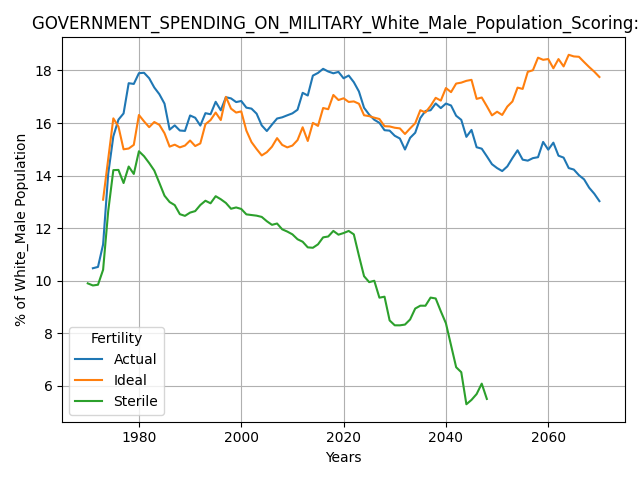 GOVERNMENT_SPENDING_ON_MILITARY_White_Male_Population_Scoring:
% of White_Male Population
18
16
14
12
10
8
6
Fertility
Actual
Ideal
Sterile
1980 2000 2020 2040 2060
Years